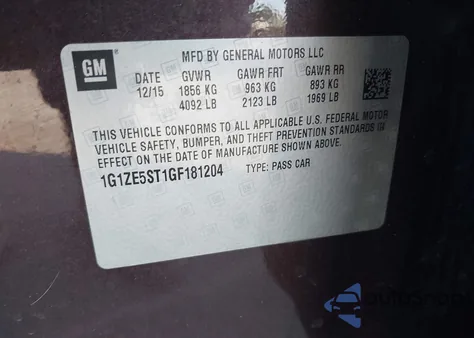 GM
MFD BY GENERAL MOTORS LLC
DATE GVWR GAWR FRT GAWR RR
12/15 1856 KG 963 KG 893 KG
4092 LB 2123 LB 1969 LB
THIS VEHICLE CONFORMS TO ALL APPLICABLE U.S. FEDERAL MOTOR
VEHICLE SAFETY, BUMPER, AND THEFT PREVENTION STANDARDS IN
EFFECT ON THE DATE OF MANUFACTURE SHOWN ABOVE.
1G1ZE5ST1GF181204 TYPE: PASS CAR